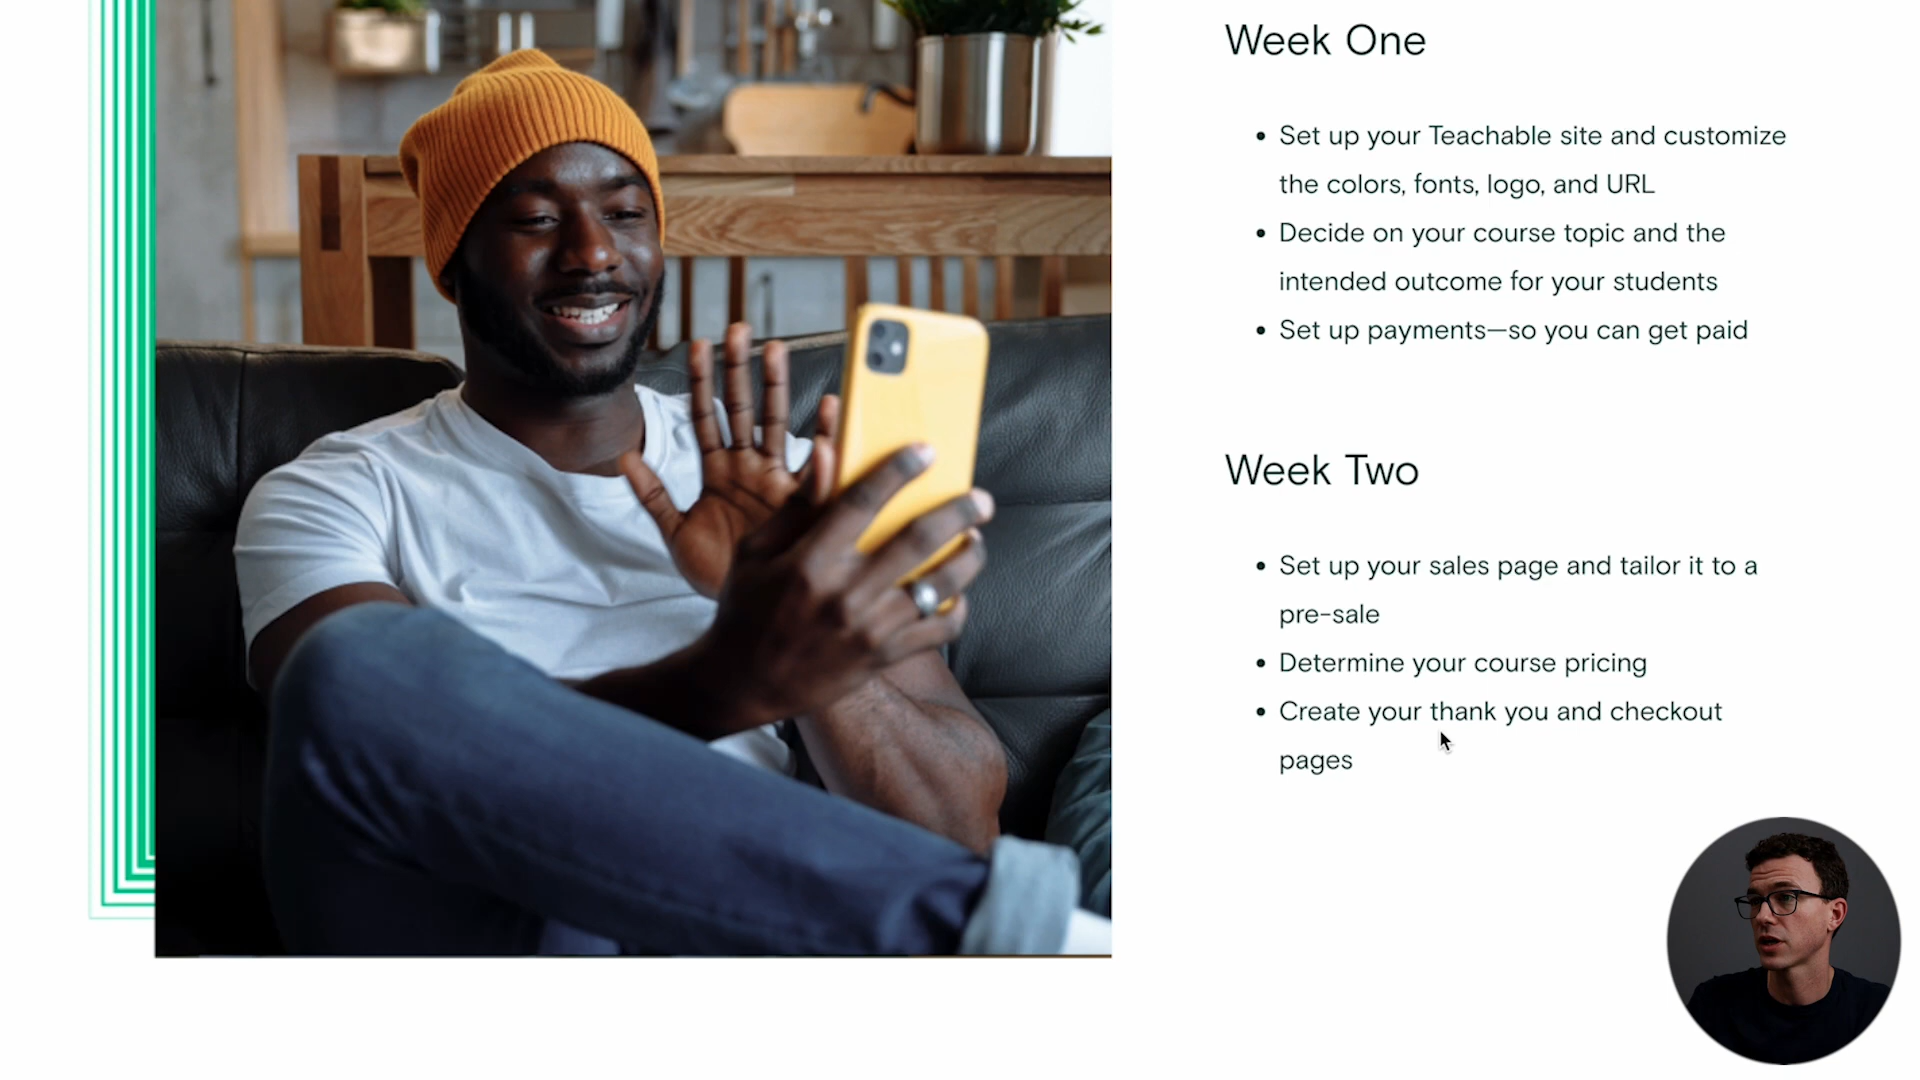 Week One
Set up your Teachable site and customize
the colors, fonts, logo, and URL
Decide on your course topic and the
intended outcome for your students
Set up payments—so you can get paid
Week Two
Set up your sales page and tailor it to a
pre-sale
Determine your course pricing
Create your thank you and checkout
pages